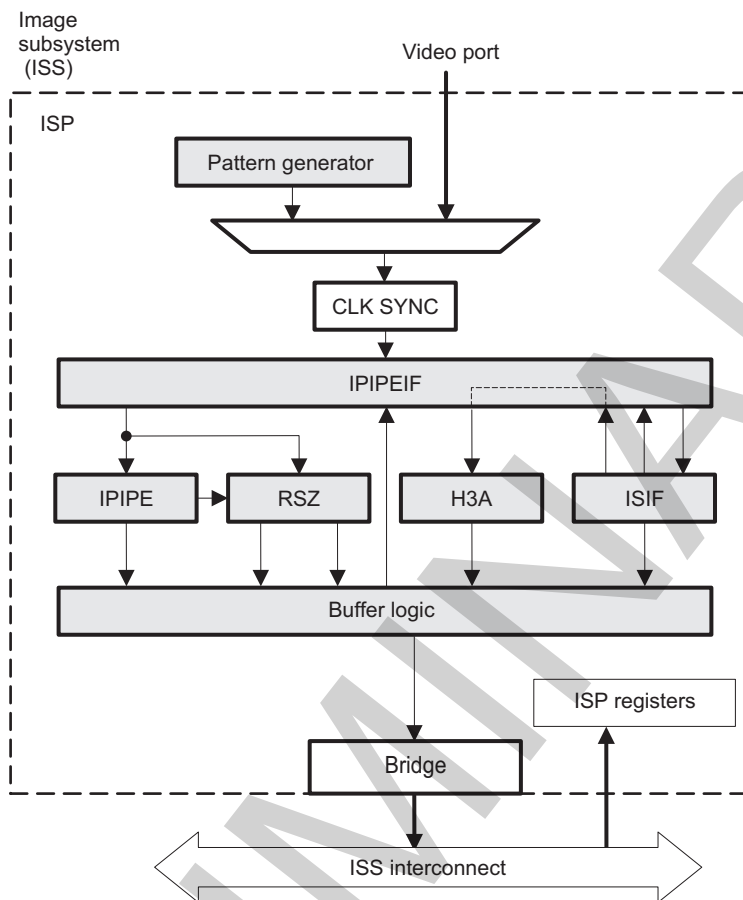 Image
subsystem
(ISS)
Video port
ISP
Pattern generator
CLK SYNC
IPIPEIF
IPIPE
RSZ
H3A
ISIF
Buffer logic
ISP registers
Bridge
ISS interconnect